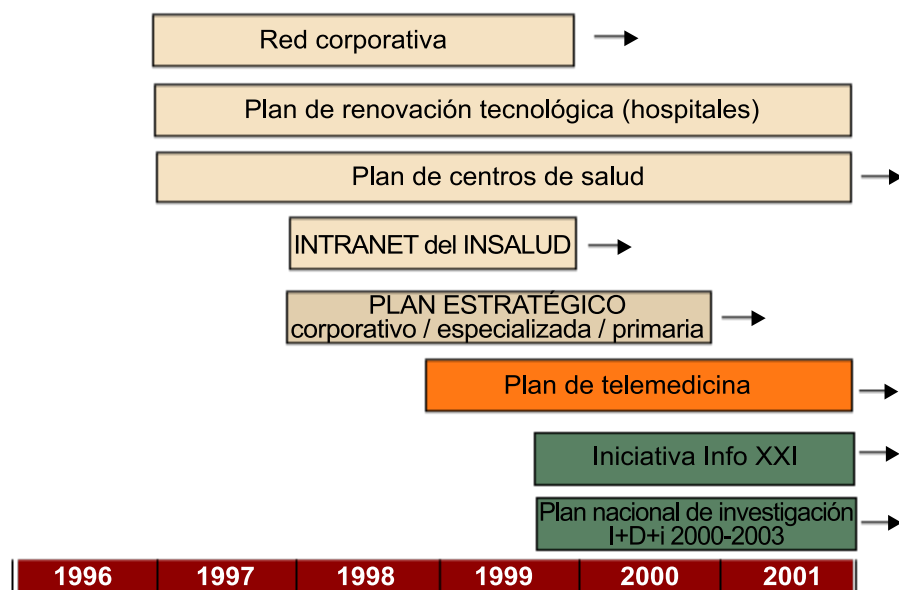 Red corporativa
Plan de renovación tecnológica (hospitales)
Plan de centros de salud
INTRANET del INSALUD
PLAN ESTRATÉGICO
corporativo / especializada / primaria
Plan de telemedicina
Iniciativa Info XXI
Plan nacional de investigación
I+D+i 2000-2003
1996 1997 1998 1999 2000 2001